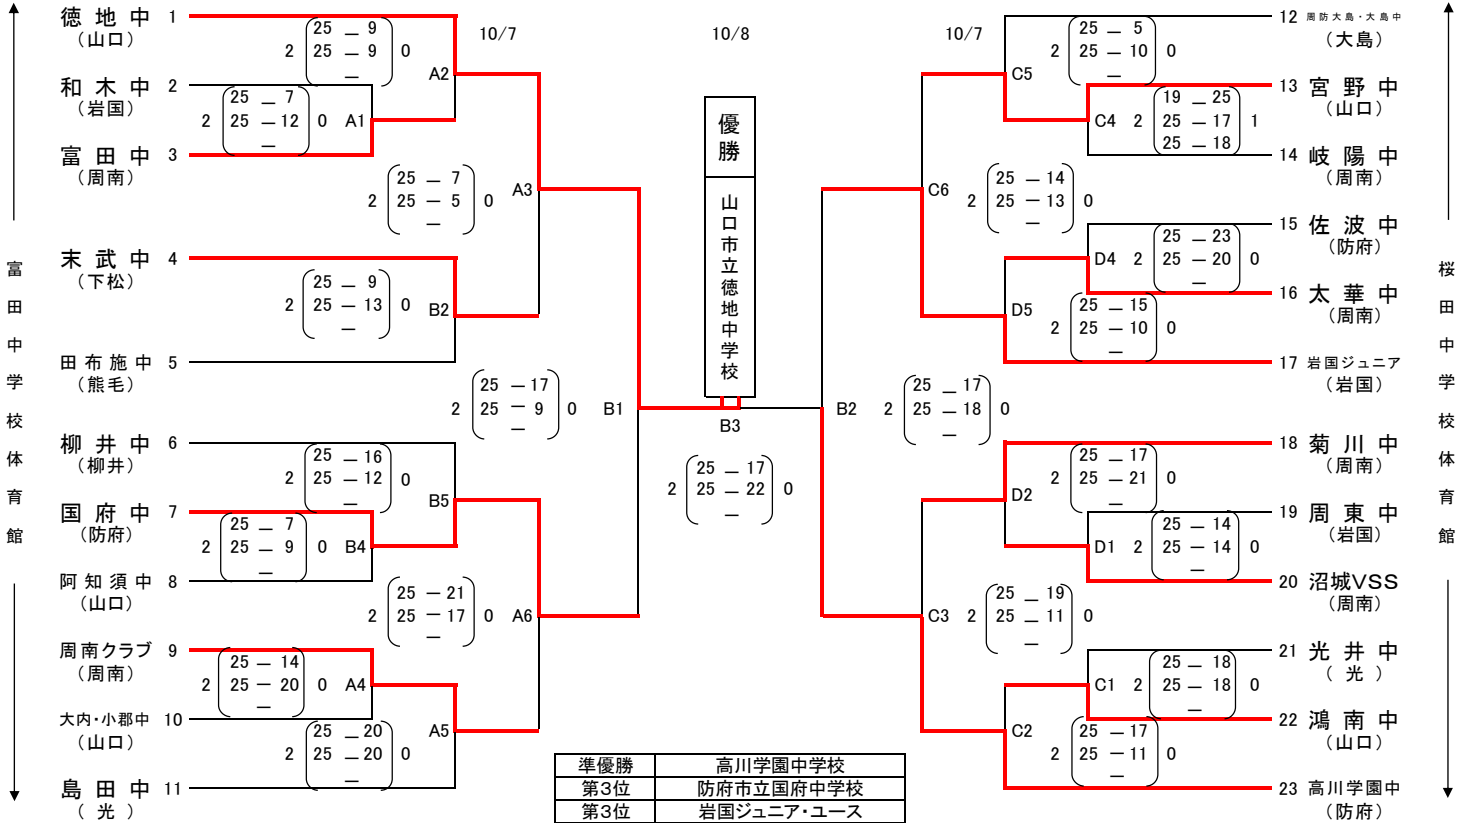 10/7
10/8
10/7
富田中学校体育館
徳地中 1
(山口)
和木中 2
(岩国)
富田中 3
(周南)
末武中 4
(下松)
田布施中 5
(熊毛)
柳井中 6
(柳井)
国府中 7
(防府)
阿知須中 8
(山口)
周南クラブ 9
(周南)
大内・小郡中 10
(山口)
島田中 11
(光)
25 — 9
2 25 — 9 0
—
A2
25 — 7
2 25 — 12 0
—
A1
25 — 7
2 25 — 5 0
—
A3
25 — 9
2 25 — 13 0
—
B2
25 — 17
2 25 — 9 0
—
B1
25 — 16
2 25 — 12 0
—
B5
25 — 7
2 25 — 9 0
—
B4
25 — 21
2 25 — 17 0
—
A6
25 — 14
2 25 — 20 0
—
A4
25 — 20
2 25 — 20 0
—
A5
優勝
山口市立徳地中学校
B3
25 — 17
2 25 — 22 0
—
準優勝 高川学園中学校
第3位 防府市立国府中学校
第3位 岩国ジュニア・ユース
C5
25 — 5
2 25 — 10 0
—
C4
19 — 25
2 25 — 17 1
25 — 18
C6
25 — 14
2 25 — 13 0
—
D4
25 — 23
2 25 — 20 0
—
D5
25 — 15
2 25 — 10 0
—
B2
25 — 17
2 25 — 18 0
—
D2
25 — 17
2 25 — 21 0
—
D1
25 — 14
2 25 — 14 0
—
C3
25 — 19
2 25 — 11 0
—
C1
25 — 18
2 25 — 18 0
—
C2
25 — 17
2 25 — 11 0
—
12 周防大島・大島中
(大島)
13 宮野中
(山口)
14 岐陽中
(周南)
15 佐波中
(防府)
16 太華中
(周南)
17 岩国ジュニア
(岩国)
18 菊川中
(周南)
19 周東中
(岩国)
20 沼城VSS
(周南)
21 光井中
(光)
22 鴻南中
(山口)
23 高川学園中
(防府)
桜田中学校体育館